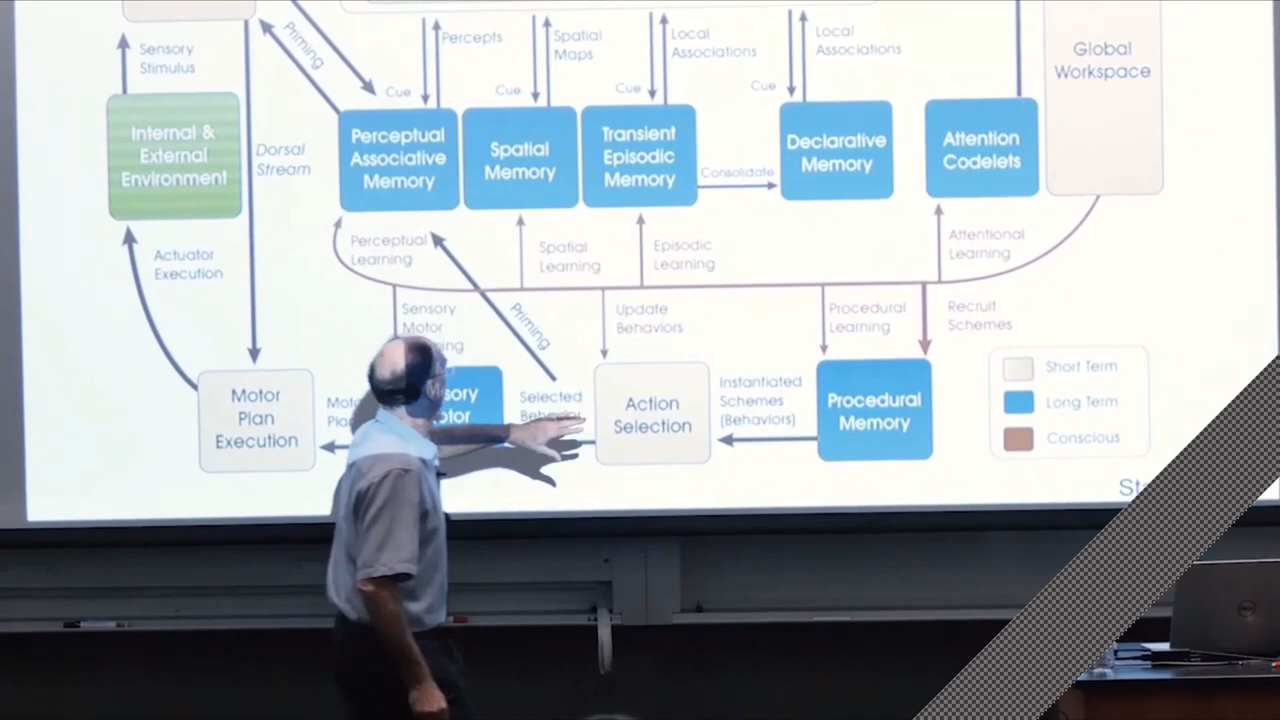 Priming
Percepts
Spatial
Maps
Local
Associations
Local
Associations
Sensory
Stimulus
Global
Workspace
Cue
Cue
Cue
Cue
Internal &
External
Environment
Dorsal
Stream
Perceptual
Associative
Memory
Spatial
Memory
Transient
Episodic
Memory
Consolidate
Declarative
Memory
Attention
Codelets
Actuator
Execution
Perceptual
Learning
Spatial
Learning
Episodic
Learning
Attentional
Learning
Sensory
Motor
Priming
Update
Behaviors
Procedural
Learning
Recruit
Schemes
Motor
Plan
Execution
Selected
Behavior
Action
Selection
Instantiated
Schemes
(Behaviors)
Procedural
Memory
Short Term
Long Term
Conscious